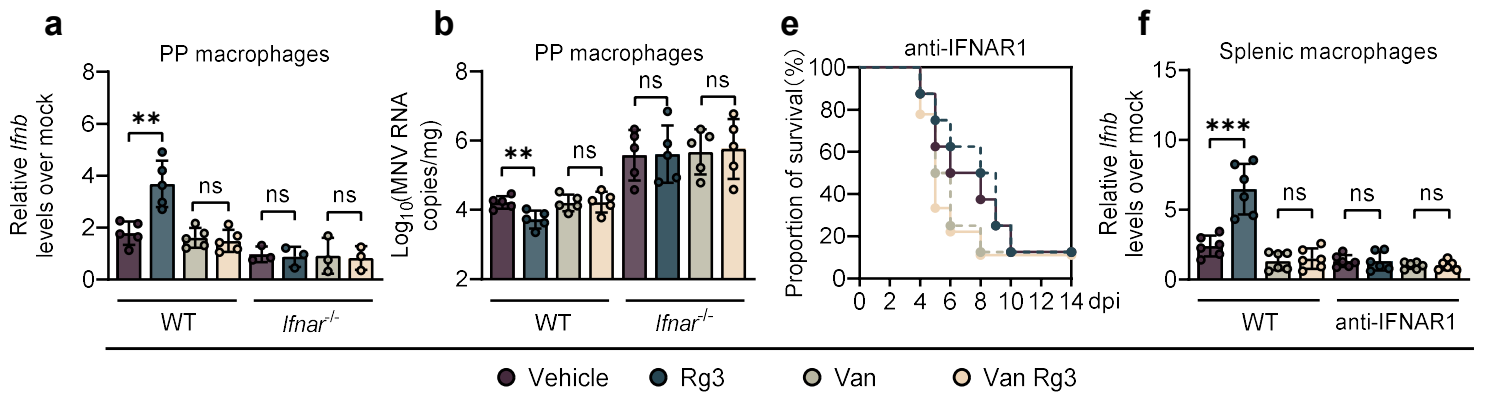 a
PP macrophages
Relative Ifnb
levels over mock
8
6
4
2
0
**
ns
ns
ns
WT
Ifnar-/-
b
PP macrophages
Log10(MNV RNA
copies/mg)
8
6
4
2
**
ns
ns
ns
WT
Ifnar-/-
e
anti-IFNAR1
Proportion of survival(%)
100
80
60
40
20
0
0 2 4 6 8 10 12 14 dpi
f
Splenic macrophages
Relative Ifnb
levels over mock
15
10
5
0
***
ns
ns
ns
WT
anti-IFNAR1
Vehicle
Rg3
Van
Van Rg3